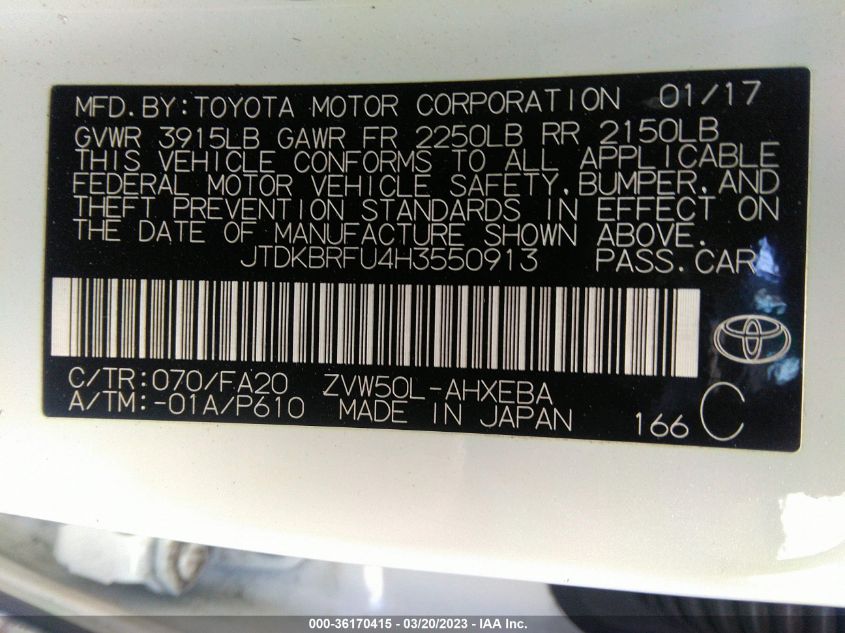 MFD.BY:TOYOTA MOTOR CORPORATION 01/17
GVWR 3915LB GAWR FR 2250LB RR 2150LB
THIS VEHICLE CONFORMS TO ALL APPLICABLE
FEDERAL MOTOR VEHICLE SAFETY,BUMPER,AND
THEFT PREVENTION STANDARDS IN EFFECT ON
THE DATE OF MANUFACTURE SHOWN ABOVE.
JTDKBRFU4H3550913 PASS.CAR
C/TR:070/FA20 ZVW50L-AHXEBA
A/TM:-01A/P610 MADE IN JAPAN 166 C
000-36170415 - 03/20/2023 - IAA Inc.